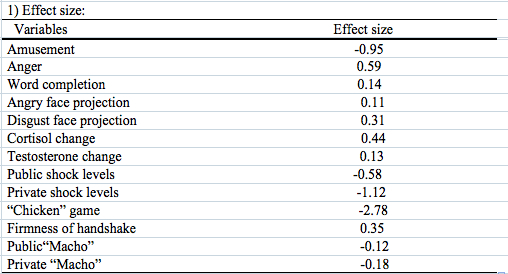 1) Effect size:
Variables Effect size
Amusement -0.95
Anger 0.59
Word completion 0.14
Angry face projection 0.11
Disgust face projection 0.31
Cortisol change 0.44
Testosterone change 0.13
Public shock levels -0.58
Private shock levels -1.12
“Chicken” game -2.78
Firmness of handshake 0.35
Public“Macho” -0.12
Private “Macho” -0.18